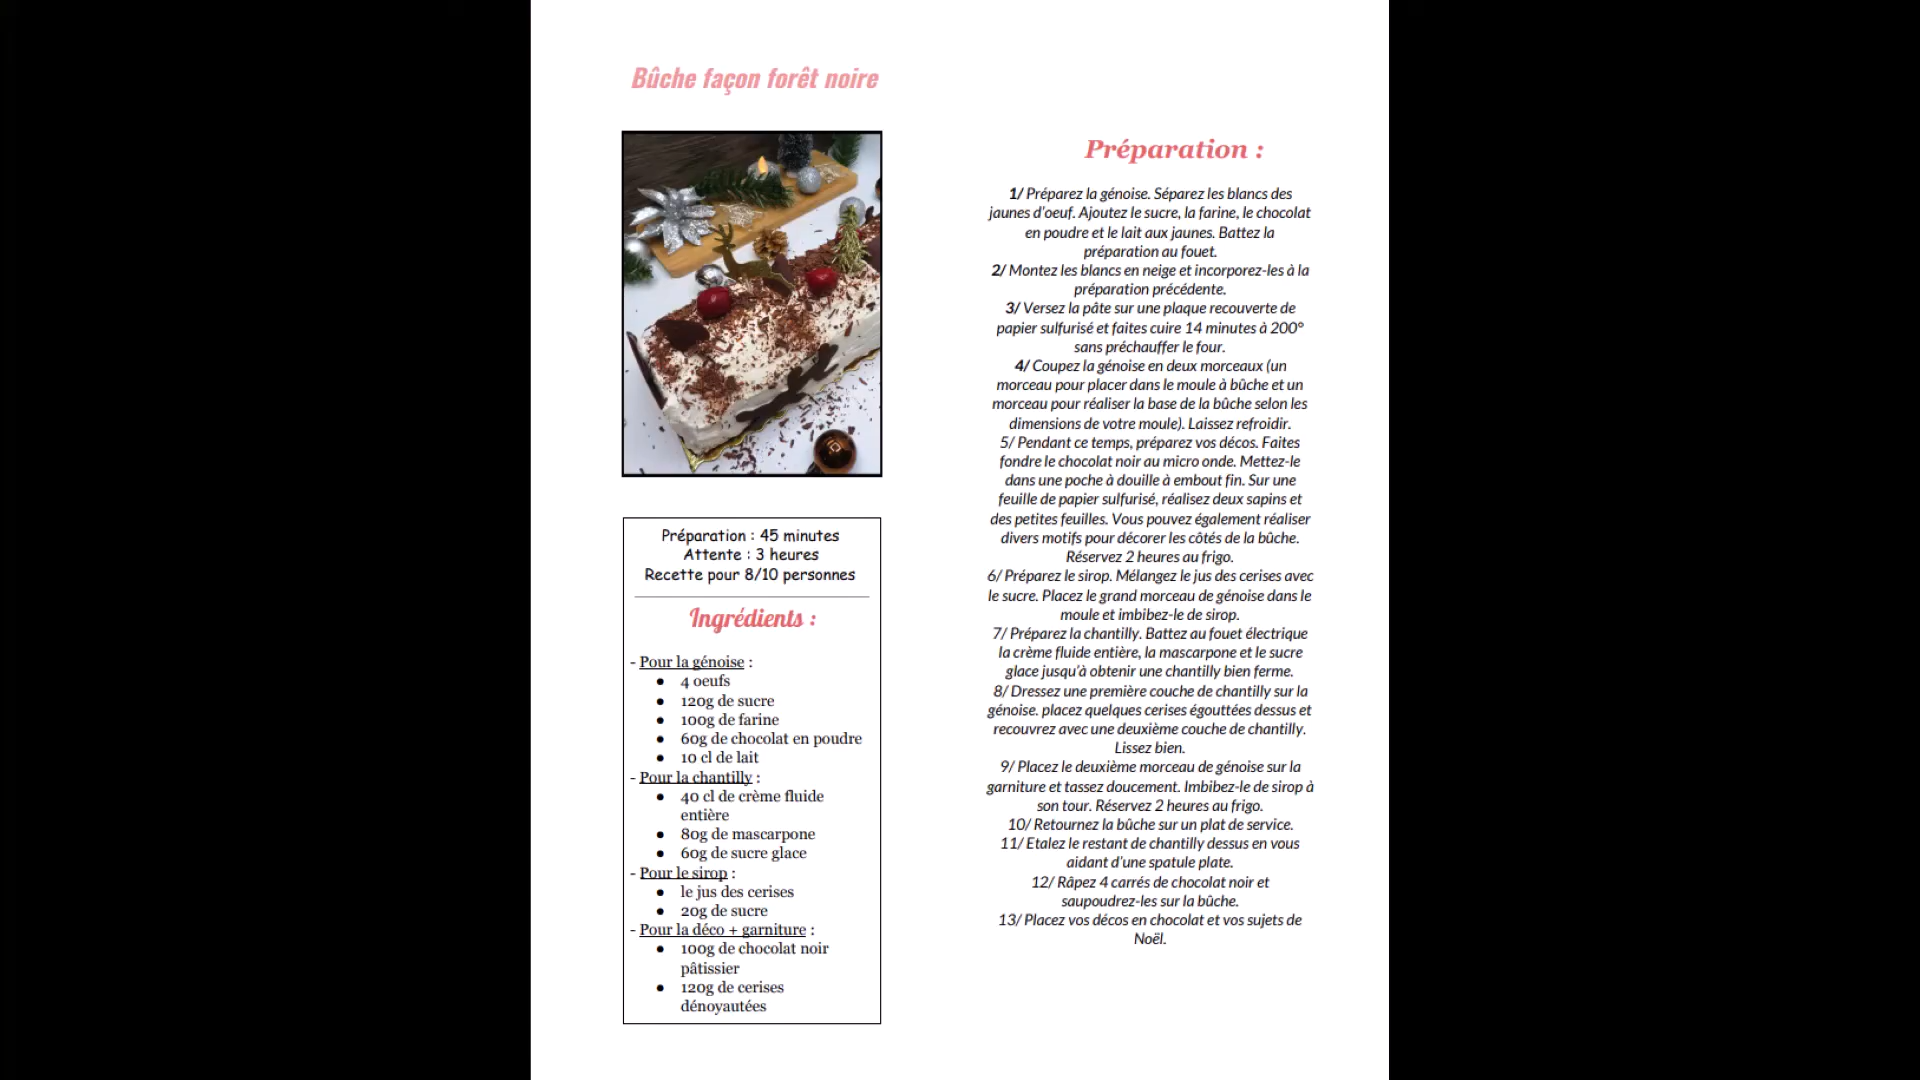 Bûche façon forêt noire
Préparation : 45 minutes
Attente : 3 heures
Recette pour 8/10 personnes
Ingrédients :
- Pour la génoise :
● 4 oeufs
● 120g de sucre
● 100g de farine
● 60g de chocolat en poudre
● 10 cl de lait
- Pour la chantilly :
● 40 cl de crème fluide
entière
● 80g de mascarpone
● 60g de sucre glace
- Pour le sirop :
● le jus des cerises
● 20g de sucre
- Pour la déco + garniture :
● 100g de chocolat noir
pâtissier
● 120g de cerises
dénoyautées
Préparation :
1/ Préparez la génoise. Séparez les blancs des
jaunes d'oeuf. Ajoutez le sucre, la farine, le chocolat
en poudre et le lait aux jaunes. Battez la
préparation au fouet.
2/ Montez les blancs en neige et incorporez-les à la
préparation précédente.
3/ Versez la pâte sur une plaque recouverte de
papier sulfurisé et faites cuire 14 minutes à 200°
sans préchauffer le four.
4/ Coupez la génoise en deux morceaux (un
morceau pour placer dans le moule à bûche et un
morceau pour réaliser la base de la bûche selon les
dimensions de votre moule). Laissez refroidir.
5/ Pendant ce temps, préparez vos décos. Faites
fondre le chocolat noir au micro onde. Mettez-le
dans une poche à douille à embout fin. Sur une
feuille de papier sulfurisé, réalisez deux sapins et
des petites feuilles. Vous pouvez également réaliser
divers motifs pour décorer les côtés de la bûche.
Réservez 2 heures au frigo.
6/ Préparez le sirop. Mélangez le jus des cerises avec
le sucre. Placez le grand morceau de génoise dans le
moule et imbibez-le de sirop.
7/ Préparez la chantilly. Battez au fouet électrique
la crème fluide entière, la mascarpone et le sucre
glace jusqu'à obtenir une chantilly bien ferme.
8/ Dressez une première couche de chantilly sur la
génoise. placez quelques cerises égouttées dessus et
recouvrez avec une deuxième couche de chantilly.
Lissez bien.
9/ Placez le deuxième morceau de génoise sur la
garniture et tassez doucement. Imbibez-le de sirop à
son tour. Réservez 2 heures au frigo.
10/ Retournez la bûche sur un plat de service.
11/ Etalez le restant de chantilly dessus en vous
aidant d'une spatule plate.
12/ Râpez 4 carrés de chocolat noir et
saupoudrez-les sur la bûche.
13/ Placez vos décos en chocolat et vos sujets de
Noël.